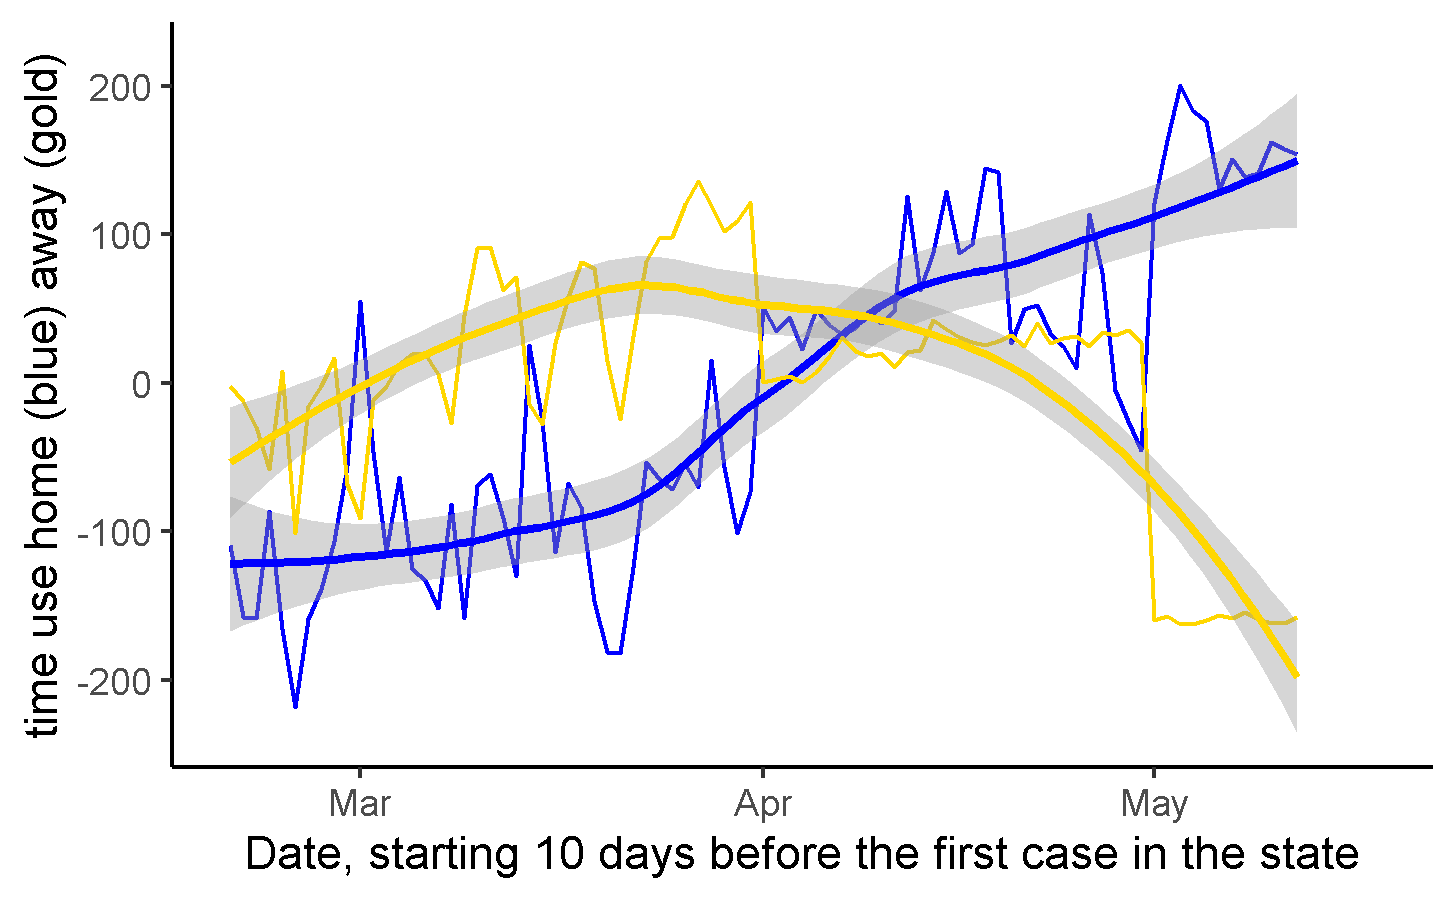 time use home (blue) away (gold)
200
100
0
-100
-200
Mar
Apr
May
Date, starting 10 days before the first case in the state